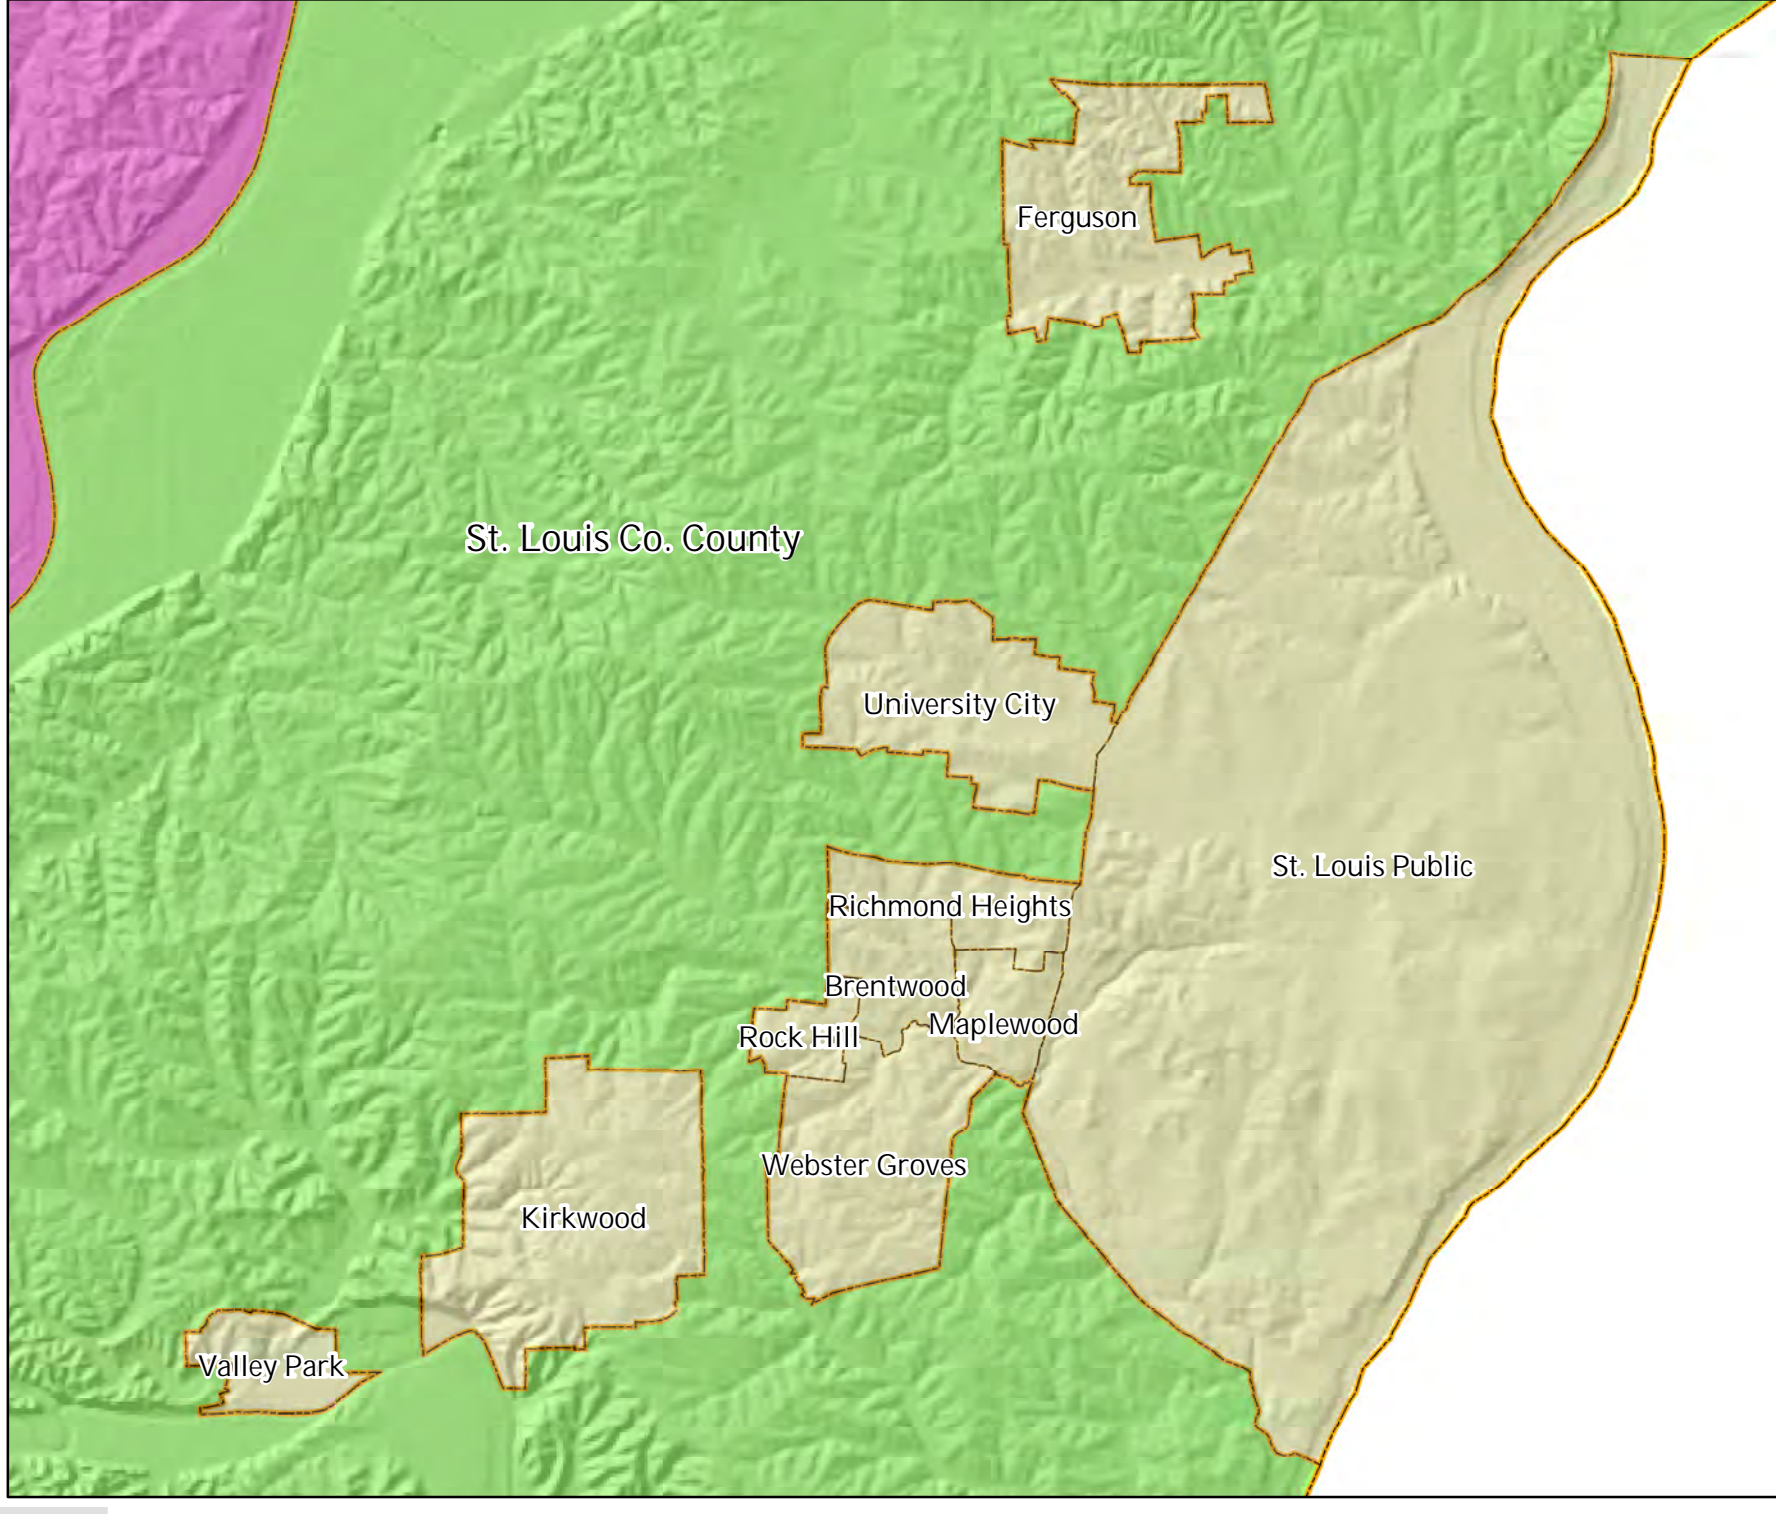 Ferguson
St. Louis Co. County
University City
St. Louis Public
Richmond Heights
Brentwood
Maplewood
Rock Hill
Webster Groves
Kirkwood
Valley Park